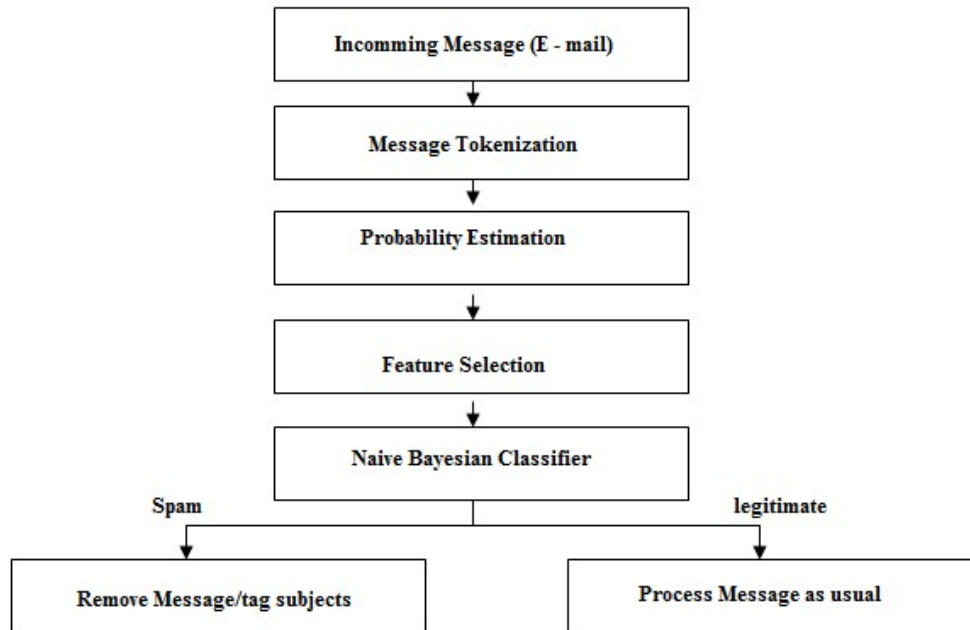 Incomming Message (E - mail)
Message Tokenization
Probability Estimation
Feature Selection
Naive Bayesian Classifier
Spam
legitimate
Remove Message/tag subjects
Process Message as usual